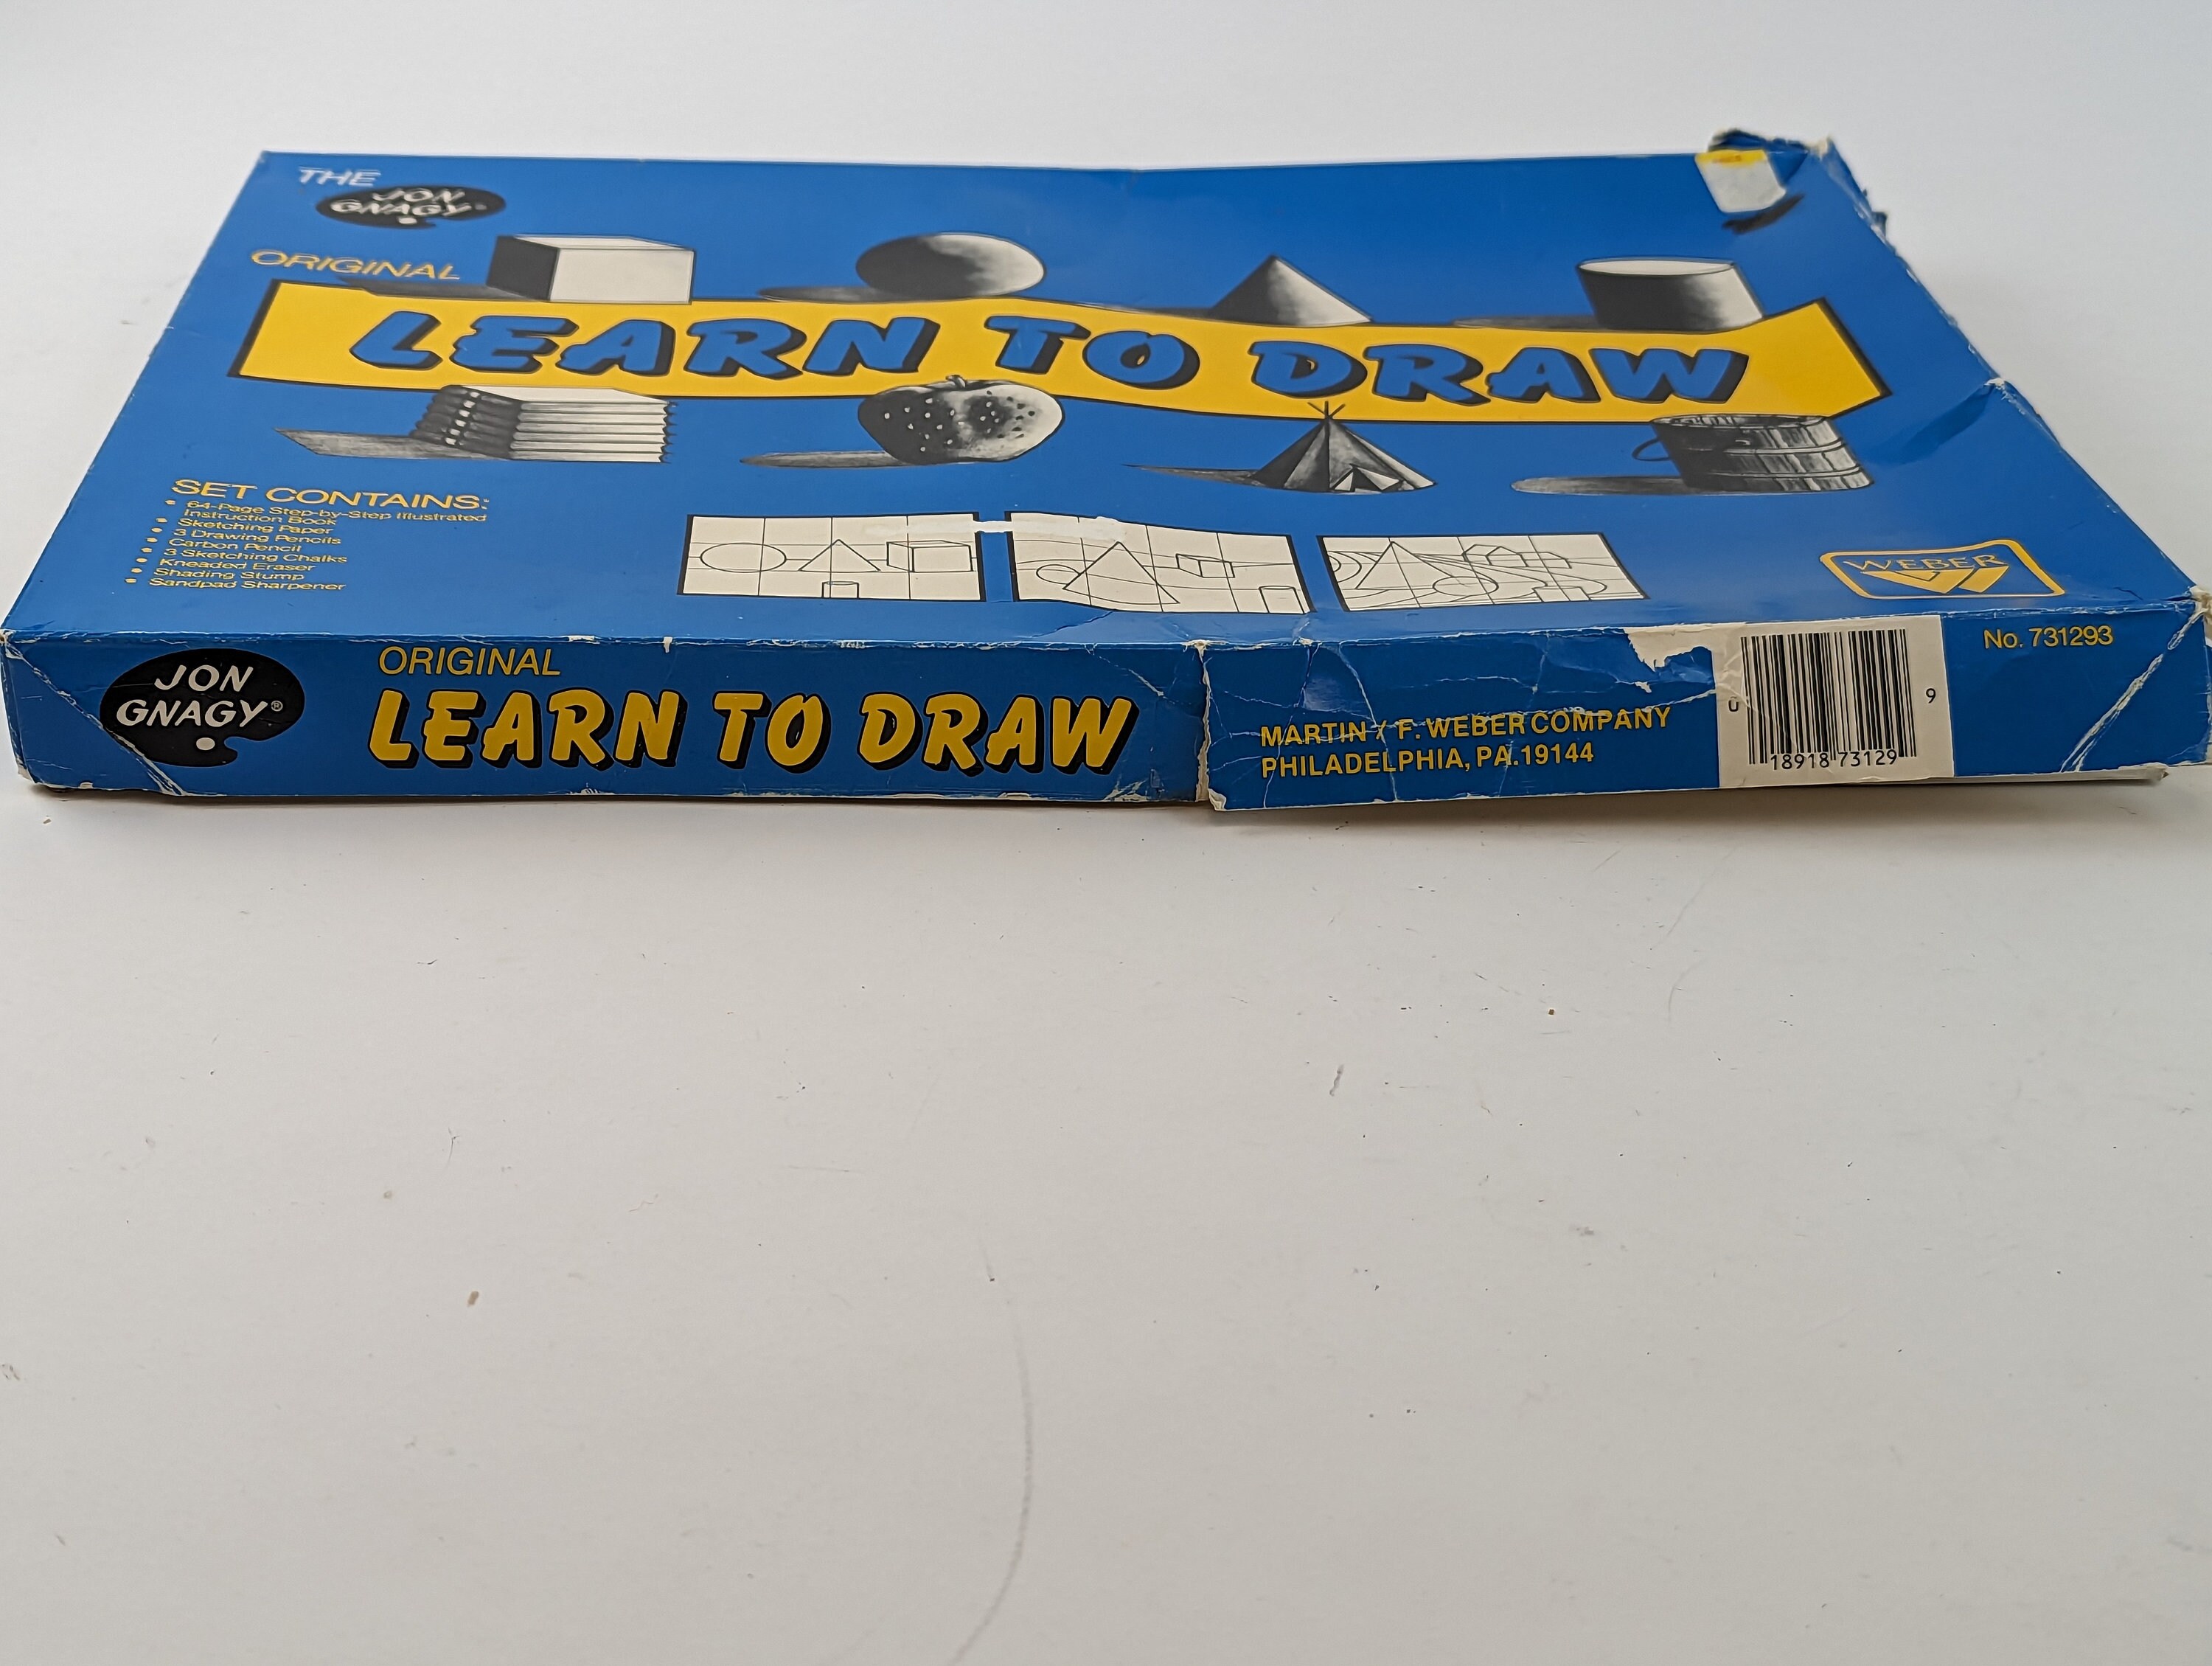 THE
JON
GNAGY®
ORIGINAL
LEARN TO DRAW
SET CONTAINS:
• 64-Page Step-by-Step Illustrated
Instruction Book
• Sketching Paper
• 3 Drawing Pencils
• Carbon Pencil
• 3 Sketching Chalks
• Kneaded Eraser
• Shading Stump
• Sandpad Sharpener
WEBER
JON
GNAGY®
ORIGINAL
LEARN TO DRAW
MARTIN / F. WEBER COMPANY
PHILADELPHIA, PA. 19144
0 18918 73129 9
No. 731293